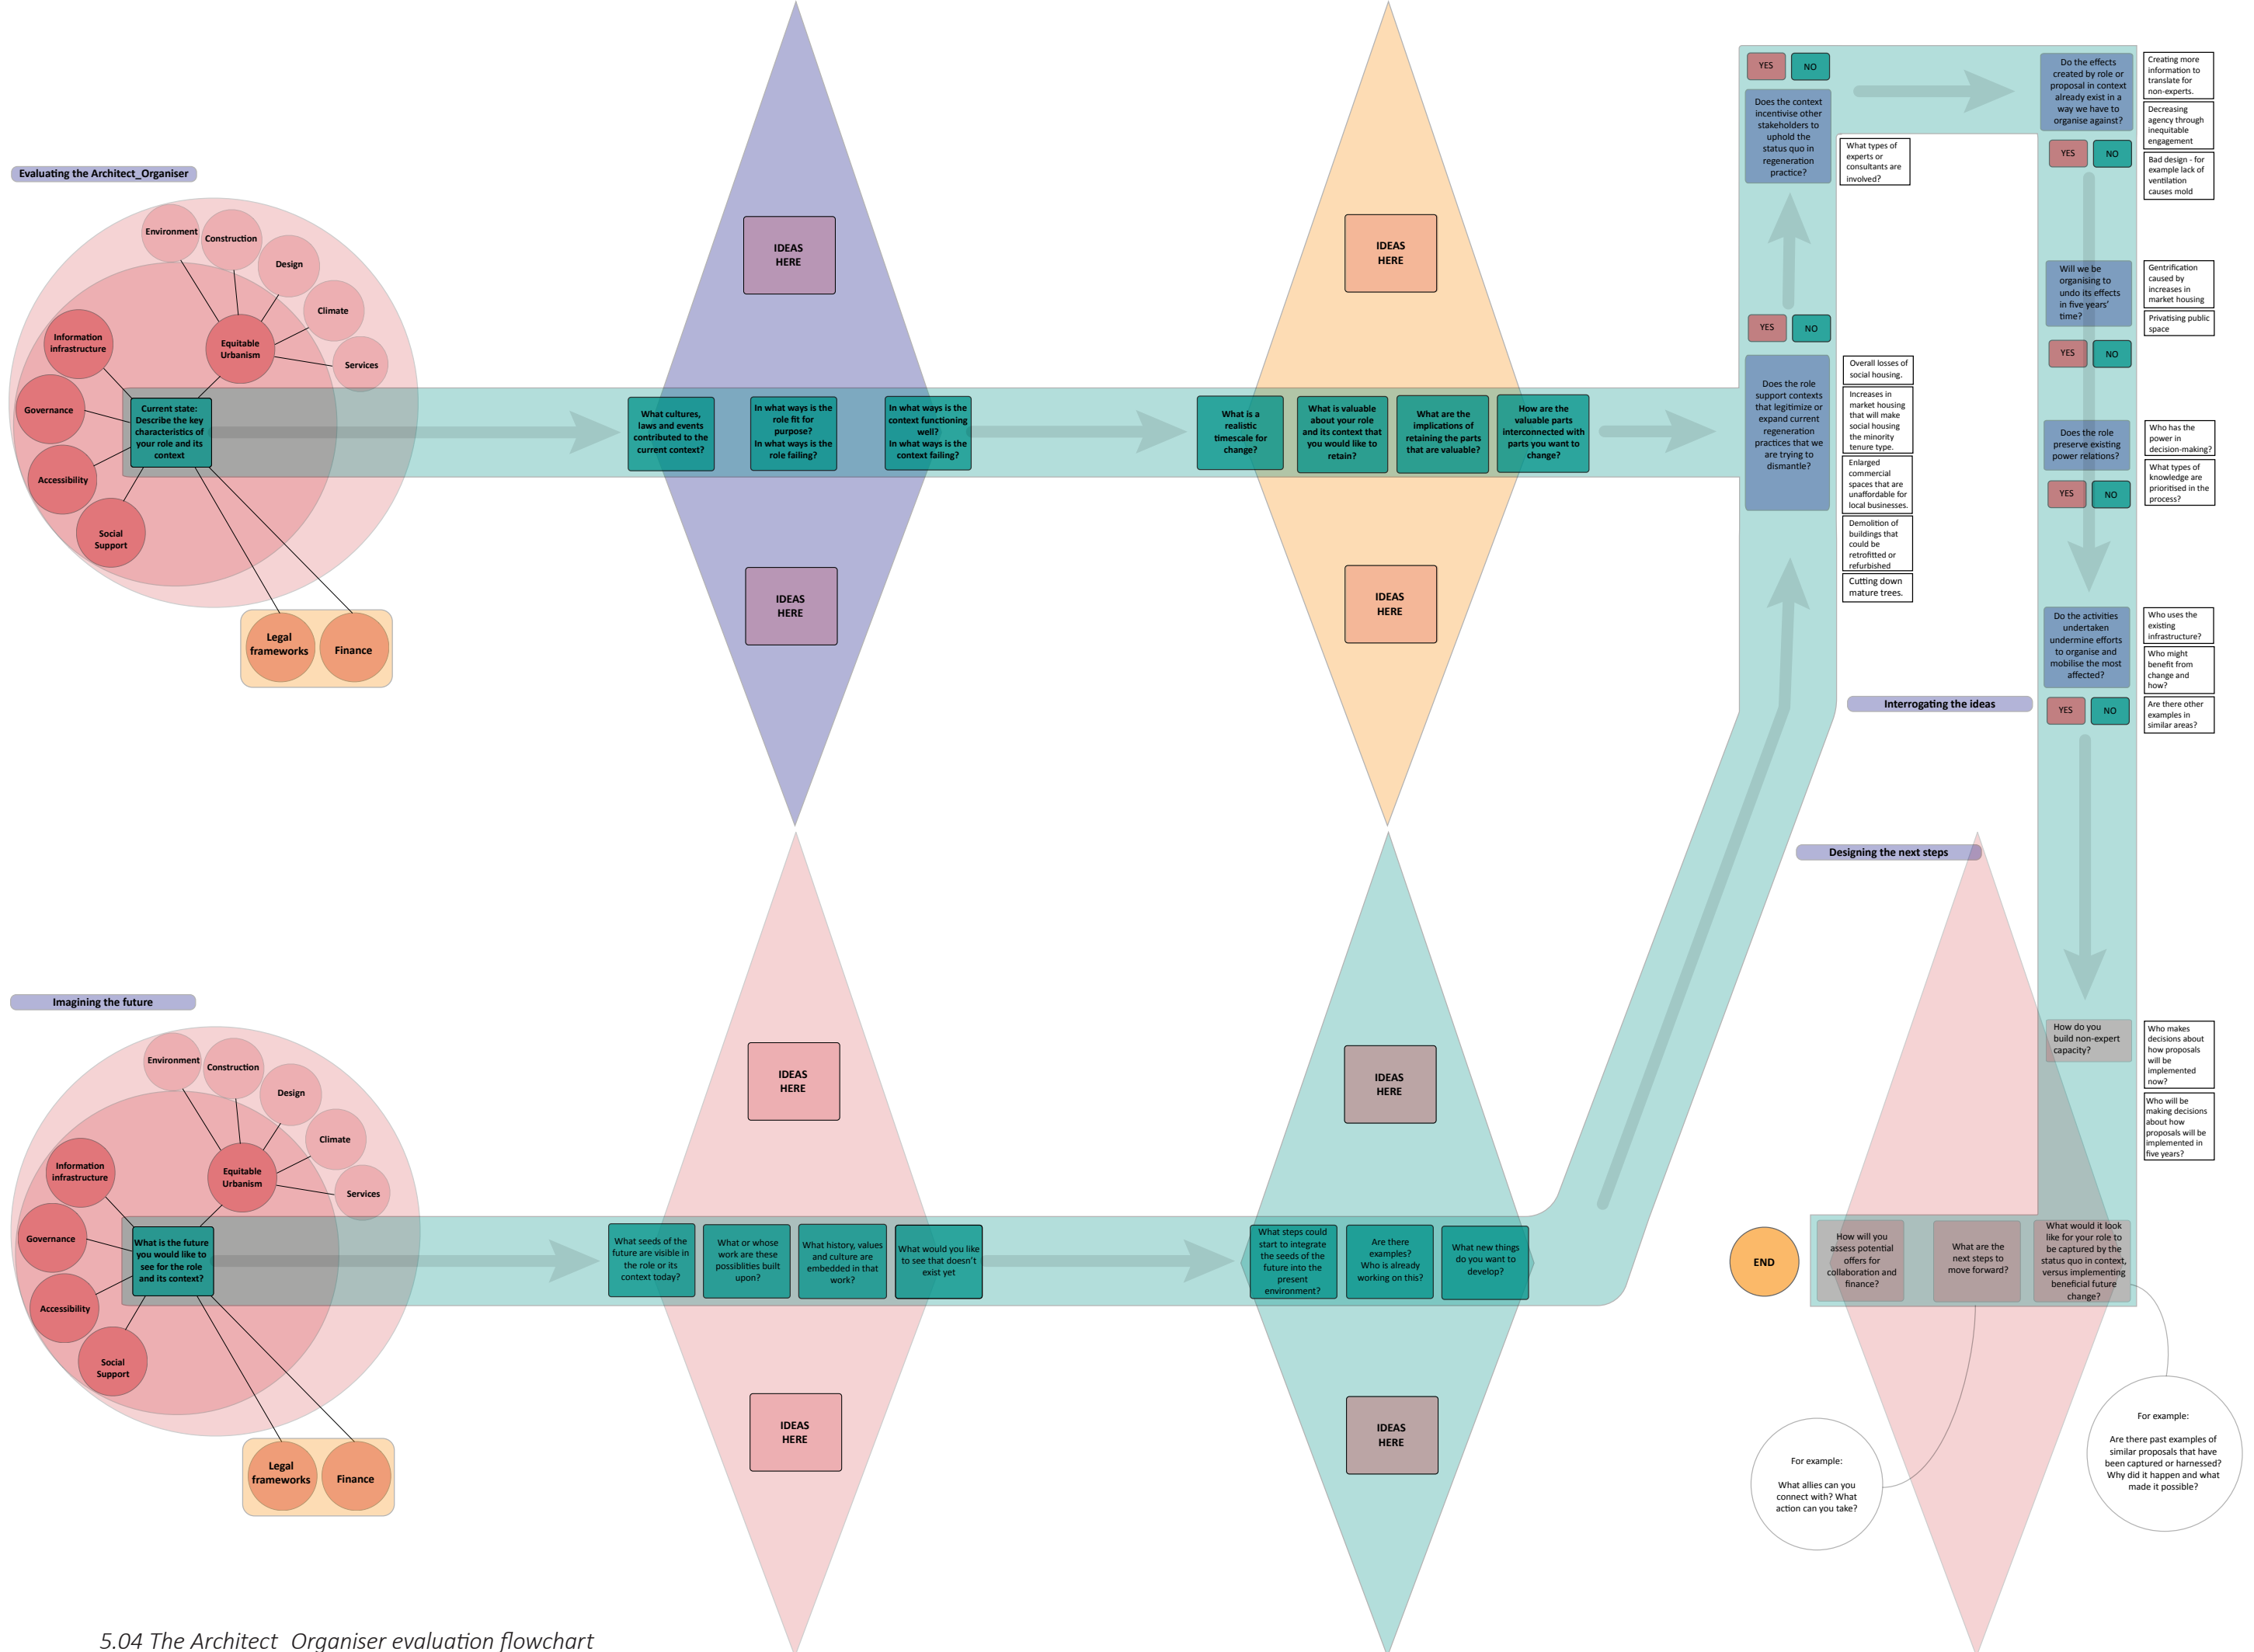 Evaluating the Architect_Organiser
Environment
Construction
Design
Climate
Services
Information
infrastructure
Equitable
Urbanism
Governance
Accessibility
Social
Support
Current state:
Describe the key
characteristics of
your role and its
context
Legal
frameworks
Finance
IDEAS
HERE
What cultures,
laws and events
contributed to the
current context?
In what ways is the
role fit for
purpose?
In what ways is the
role failing?
In what ways is the
context functioning
well?
In what ways is the
context failing?
IDEAS
HERE
IDEAS
HERE
What is a
realistic
timescale for
change?
What is valuable
about your role
and its context that
you would like to
retain?
What are the
implications of
retaining the parts
that are valuable?
How are the
valuable parts
interconnected with
parts you want to
change?
IDEAS
HERE
Does the role
support contexts
that legitimize or
expand current
regeneration
practices that we
are trying to
dismantle?
YES
NO
Overall losses of
social housing.
Increases in
market housing
that will make
social housing
the minority
tenure type.
Enlarged
commercial
spaces that are
unaffordable for
local businesses.
Demolition of
buildings that
could be
retrofitted or
refurbished
Cutting down
mature trees.
Does the context
incentivise other
stakeholders to
uphold the
status quo in
regeneration
practice?
YES
NO
What types of
experts or
consultants are
involved?
Do the effects
created by role or
proposal in context
already exist in a
way we have to
organise against?
YES
NO
Creating more
information to
translate for
non-experts.
Decreasing
agency through
inequitable
engagement
Bad design - for
example lack of
ventilation
causes mold
Will we be
organising to
undo its effects
in five years'
time?
YES
NO
Gentrification
caused by
increases in
market housing
Privatising public
space
Does the role
preserve existing
power relations?
YES
NO
Who has the
power in
decision-making?
What types of
knowledge are
prioritised in the
process?
Do the activities
undertaken
undermine efforts
to organise and
mobilise the most
affected?
YES
NO
Who uses the
existing
infrastructure?
Who might
benefit from
change and
how?
Are there other
examples in
similar areas?
Interrogating the ideas
Imagining the future
Environment
Construction
Design
Climate
Services
Information
infrastructure
Equitable
Urbanism
Governance
Accessibility
Social
Support
What is the future
you would like to
see for the role
and its context?
Legal
frameworks
Finance
IDEAS
HERE
What seeds of the
future are visible in
the role or its
context today?
What or whose
work are these
possiblities built
upon?
What history, values
and culture are
embedded in that
work?
What would you like
to see that doesn't
exist yet
IDEAS
HERE
IDEAS
HERE
What steps could
start to integrate
the seeds of the
future into the
present
environment?
Are there
examples?
Who is already
working on this?
What new things
do you want to
develop?
IDEAS
HERE
Designing the next steps
How do you
build non-expert
capacity?
Who makes
decisions about
how proposals
will be
implemented
now?
Who will be
making decisions
about how
proposals will be
implemented in
five years?
What would it look
like for your role to
be captured by the
status quo in context,
versus implementing
beneficial future
change?
What are the
next steps to
move forward?
How will you
assess potential
offers for
collaboration and
finance?
END
For example:
What allies can you
connect with? What
action can you take?
For example:
Are there past examples of
similar proposals that have
been captured or harnessed?
Why did it happen and what
made it possible?
5.04 The Architect_Organiser evaluation flowchart